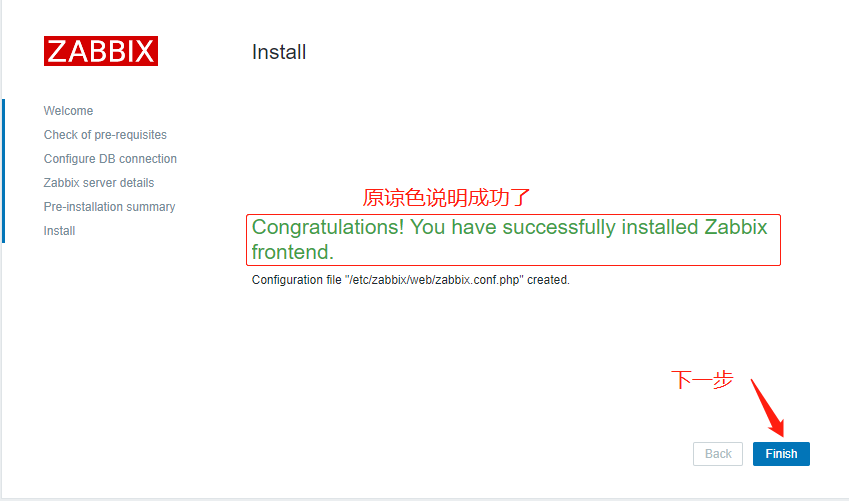 ZABBIX
Install
Welcome
Check of pre-requisites
Configure DB connection
Zabbix server details
Pre-installation summary
Install
原谅色说明成功了
Congratulations! You have successfully installed Zabbix
frontend.
Configuration file "/etc/zabbix/web/zabbix.conf.php" created.
下一步
Back
Finish